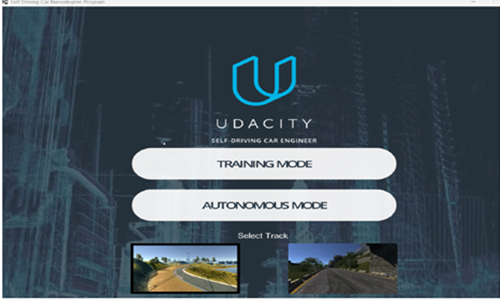 Self Driving Car Nanodegree Program
UDACITY
SELF-DRIVING CAR ENGINEER
TRAINING MODE
AUTONOMOUS MODE
Select Track